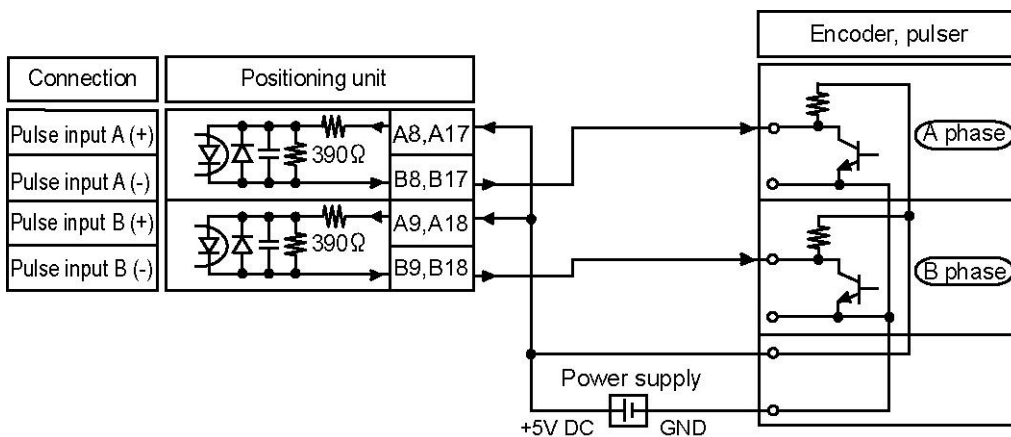 Encoder, pulser
Connection
Positioning unit
Pulse input A (+)
390Ω
A8,A17
A phase
Pulse input A (-)
B8,B17
Pulse input B (+)
390Ω
A9,A18
Pulse input B (-)
B9,B18
B phase
Power supply
+5V DC
GND